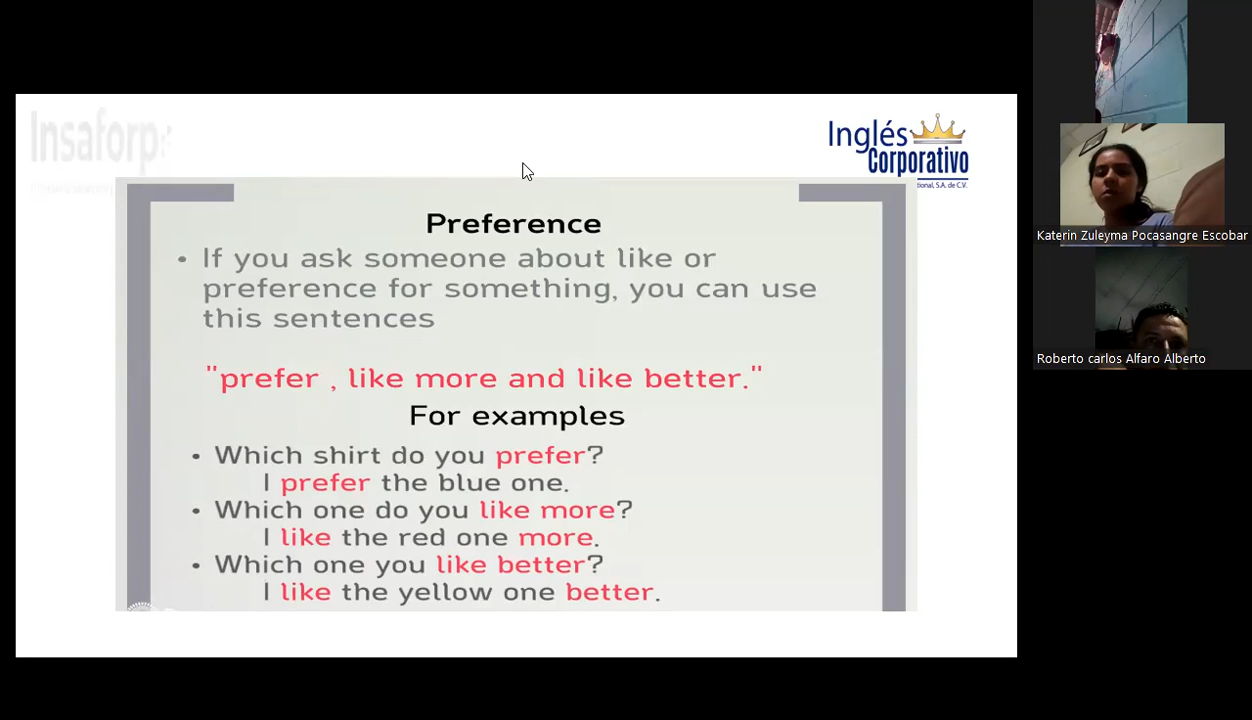 Insaforp
Inglés
Corporativo
ional, S.A. de C.V.
Preference
• If you ask someone about like or
preference for something, you can use
this sentences
"prefer , like more and like better."
For examples
• Which shirt do you prefer?
I prefer the blue one.
• Which one do you like more?
I like the red one more.
• Which one you like better?
I like the yellow one better.
Katerin Zuleyma Pocasangre Escobar
Roberto carlos Alfaro Alberto